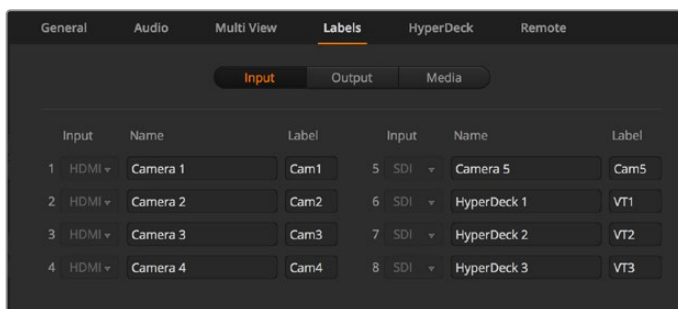 General Audio Multi View Labels HyperDeck Remote
Input Output Media
Input Name Label Input Name Label
1 HDMI Camera 1 Cam1 5 SDI Camera 5 Cam5
2 HDMI Camera 2 Cam2 6 SDI HyperDeck 1 VT1
3 HDMI Camera 3 Cam3 7 SDI HyperDeck 2 VT2
4 HDMI Camera 4 Cam4 8 SDI HyperDeck 3 VT3